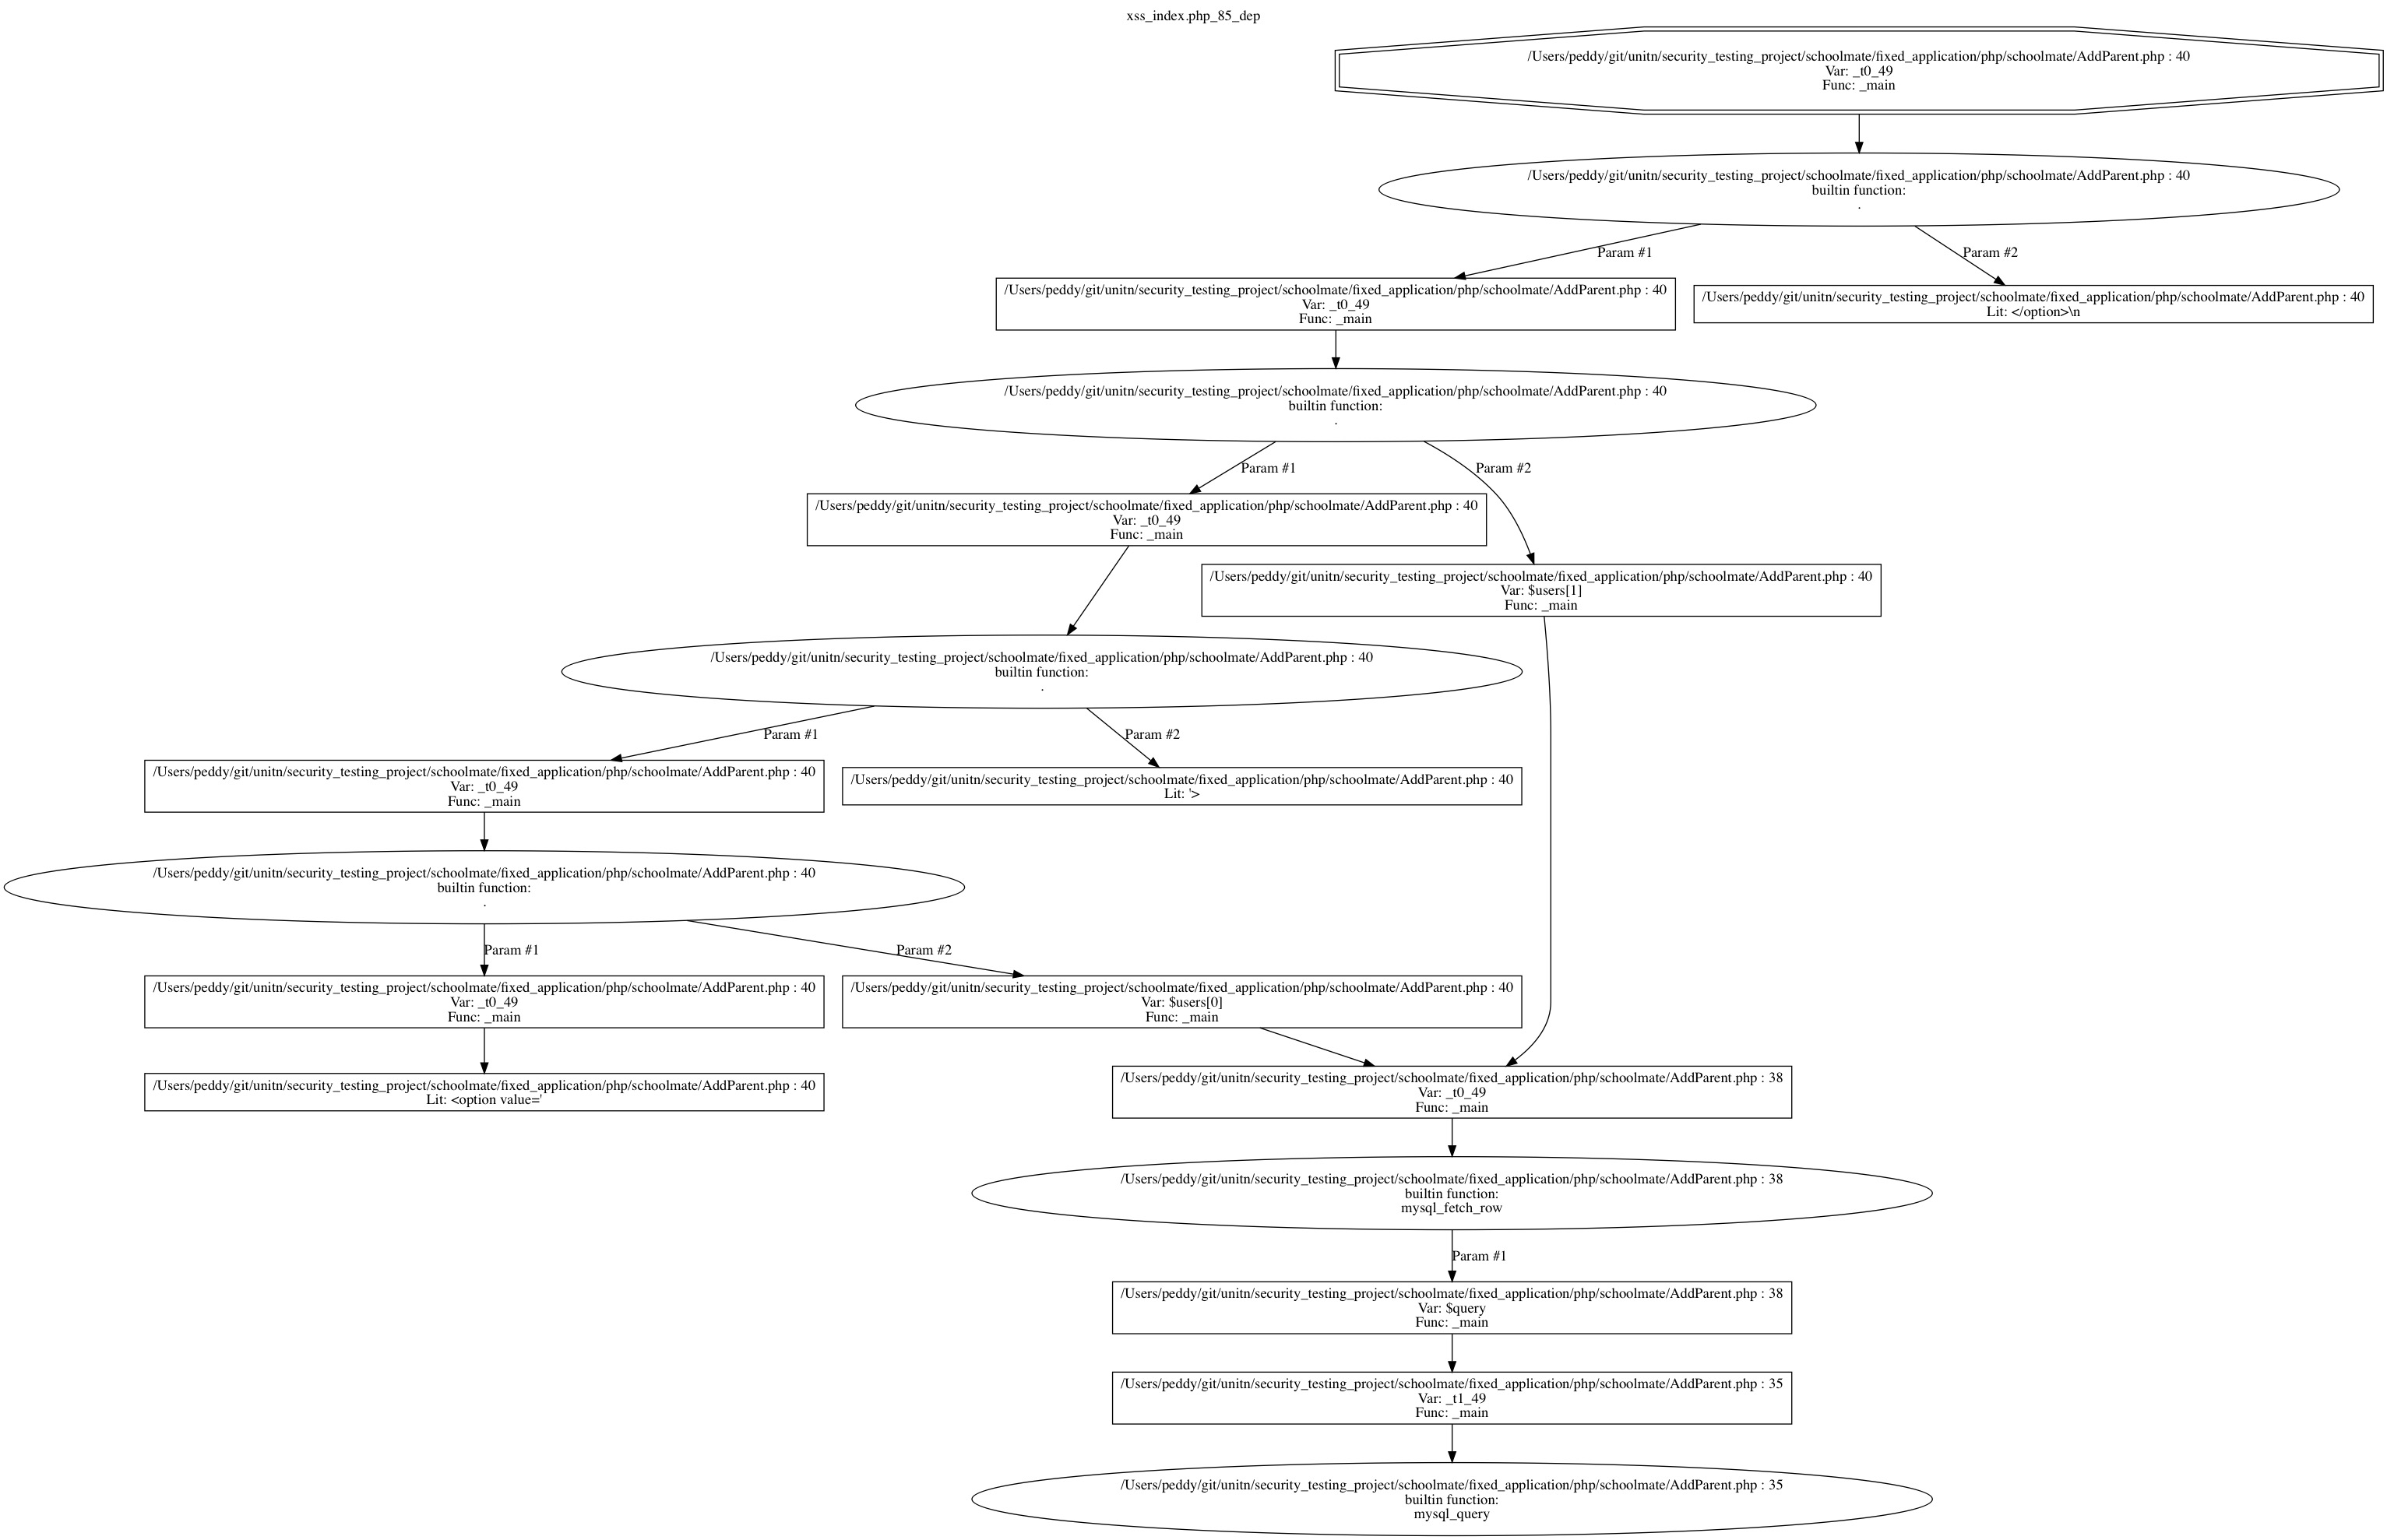 xss_index.php_85_dep
/Users/peddy/git/unitn/security_testing_project/schoolmate/fixed_application/php/schoolmate/AddParent.php : 40
Var: _t0_49
Func: _main
/Users/peddy/git/unitn/security_testing_project/schoolmate/fixed_application/php/schoolmate/AddParent.php : 40
builtin function:
.
Param #1
Param #2
/Users/peddy/git/unitn/security_testing_project/schoolmate/fixed_application/php/schoolmate/AddParent.php : 40
Var: _t0_49
Func: _main
/Users/peddy/git/unitn/security_testing_project/schoolmate/fixed_application/php/schoolmate/AddParent.php : 40
Lit: </option>\n
/Users/peddy/git/unitn/security_testing_project/schoolmate/fixed_application/php/schoolmate/AddParent.php : 40
builtin function:
.
Param #1
Param #2
/Users/peddy/git/unitn/security_testing_project/schoolmate/fixed_application/php/schoolmate/AddParent.php : 40
Var: _t0_49
Func: _main
/Users/peddy/git/unitn/security_testing_project/schoolmate/fixed_application/php/schoolmate/AddParent.php : 40
Var: $users[1]
Func: _main
/Users/peddy/git/unitn/security_testing_project/schoolmate/fixed_application/php/schoolmate/AddParent.php : 40
builtin function:
.
Param #1
Param #2
/Users/peddy/git/unitn/security_testing_project/schoolmate/fixed_application/php/schoolmate/AddParent.php : 40
Var: _t0_49
Func: _main
/Users/peddy/git/unitn/security_testing_project/schoolmate/fixed_application/php/schoolmate/AddParent.php : 40
Lit: '>
/Users/peddy/git/unitn/security_testing_project/schoolmate/fixed_application/php/schoolmate/AddParent.php : 40
builtin function:
.
Param #1
Param #2
/Users/peddy/git/unitn/security_testing_project/schoolmate/fixed_application/php/schoolmate/AddParent.php : 40
Var: _t0_49
Func: _main
/Users/peddy/git/unitn/security_testing_project/schoolmate/fixed_application/php/schoolmate/AddParent.php : 40
Var: $users[0]
Func: _main
/Users/peddy/git/unitn/security_testing_project/schoolmate/fixed_application/php/schoolmate/AddParent.php : 40
Lit: <option value='
/Users/peddy/git/unitn/security_testing_project/schoolmate/fixed_application/php/schoolmate/AddParent.php : 38
Var: _t0_49
Func: _main
/Users/peddy/git/unitn/security_testing_project/schoolmate/fixed_application/php/schoolmate/AddParent.php : 38
builtin function:
mysql_fetch_row
Param #1
/Users/peddy/git/unitn/security_testing_project/schoolmate/fixed_application/php/schoolmate/AddParent.php : 38
Var: $query
Func: _main
/Users/peddy/git/unitn/security_testing_project/schoolmate/fixed_application/php/schoolmate/AddParent.php : 35
Var: _t1_49
Func: _main
/Users/peddy/git/unitn/security_testing_project/schoolmate/fixed_application/php/schoolmate/AddParent.php : 35
builtin function:
mysql_query